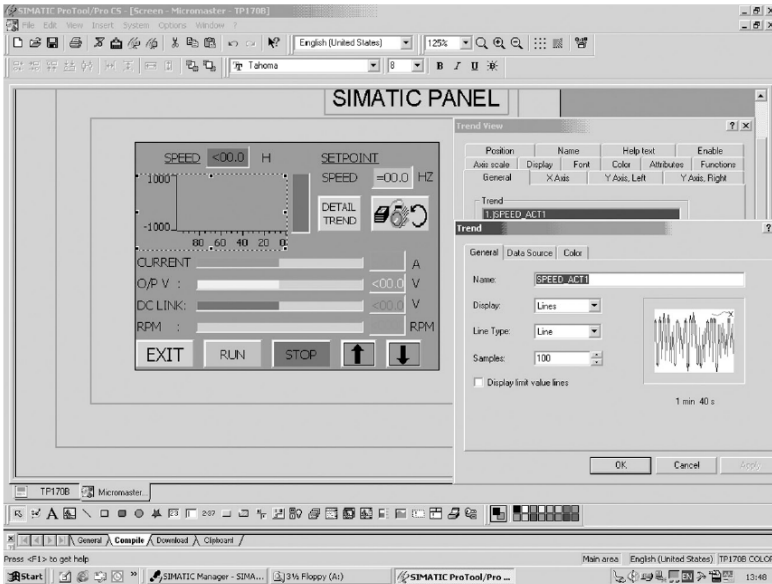 SIMATIC ProTool/Pro CS - [Screen - Micromaster - TP170B]
File Edit View Insert System Options Window ?
English (United States) 125%
Tahoma 8 B I U
SIMATIC PANEL
SPEED <00.0 H SETPOINT
1000 SPEED =00.0 HZ
DETAIL
TREND
-1000
80 60 40 20 0
CURRENT A
O/P V : <00.0 V
DC LINK: <00.0 V
RPM : RPM
EXIT RUN STOP
Trend View
Position Name Help text Enable
Axis scale Display Font Color Attributes Functions
General X Axis Y Axis, Left Y Axis, Right
Trend
1.)SPEED_ACT1
Trend
General Data Source Color
Name: SPEED_ACT1
Display: Lines
Line Type: Line
Samples: 100
Display limit value lines
1 min 40 s
OK Cancel Apply
TP170B Micromaster
General Compile Download Clipboard
Press <F1> to get help Main area English (United States) TP170B COLO
Start SIMATIC Manager - SIMA... 3½ Floppy (A:) SIMATIC ProTool/Pro ... EN 13:48